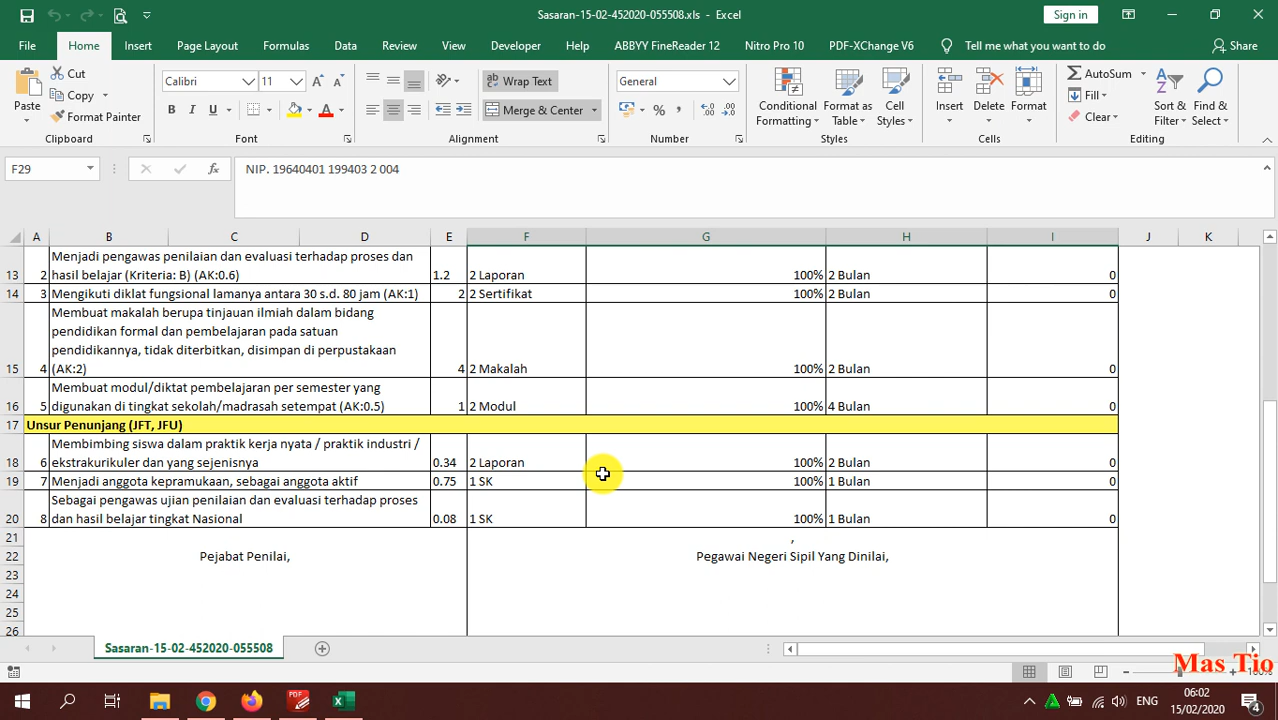 Sasaran-15-02-452020-055508.xls - Excel
Sign in
File Home Insert Page Layout Formulas Data Review View Developer Help ABBYY FineReader 12 Nitro Pro 10 PDF-XChange V6 Tell me what you want to do Share
Paste
Cut
Copy
Format Painter
Clipboard
Calibri 11
B I U
Font
Wrap Text
Merge & Center
Alignment
General
Number
Conditional Formatting
Format as Table
Cell Styles
Styles
Insert Delete Format
Cells
AutoSum
Fill
Clear
Sort & Filter
Find & Select
Editing
F29 fx NIP. 19640401 199403 2 004
A B C D E F G H I J K
Menjadi pengawas penilaian dan evaluasi terhadap proses dan
13 2 hasil belajar (Kriteria: B) (AK:0.6) 1.2 2 Laporan 100% 2 Bulan 0
14 3 Mengikuti diklat fungsional lamanya antara 30 s.d. 80 jam (AK:1) 2 2 Sertifikat 100% 2 Bulan 0
Membuat makalah berupa tinjauan ilmiah dalam bidang
pendidikan formal dan pembelajaran pada satuan
pendidikannya, tidak diterbitkan, disimpan di perpustakaan
15 4 (AK:2) 4 2 Makalah 100% 2 Bulan 0
Membuat modul/diktat pembelajaran per semester yang
16 5 digunakan di tingkat sekolah/madrasah setempat (AK:0.5) 1 2 Modul 100% 4 Bulan 0
17 Unsur Penunjang (JFT, JFU)
Membimbing siswa dalam praktik kerja nyata / praktik industri /
18 6 ekstrakurikuler dan yang sejenisnya 0.34 2 Laporan 100% 2 Bulan 0
19 7 Menjadi anggota kepramukaan, sebagai anggota aktif 0.75 1 SK 100% 1 Bulan 0
Sebagai pengawas ujian penilaian dan evaluasi terhadap proses
20 8 dan hasil belajar tingkat Nasional 0.08 1 SK 100% 1 Bulan 0
21 ,
22 Pejabat Penilai, Pegawai Negeri Sipil Yang Dinilai,
23
24
25
26
Sasaran-15-02-452020-055508
Mas Tio
ENG
06:02
15/02/2020
4